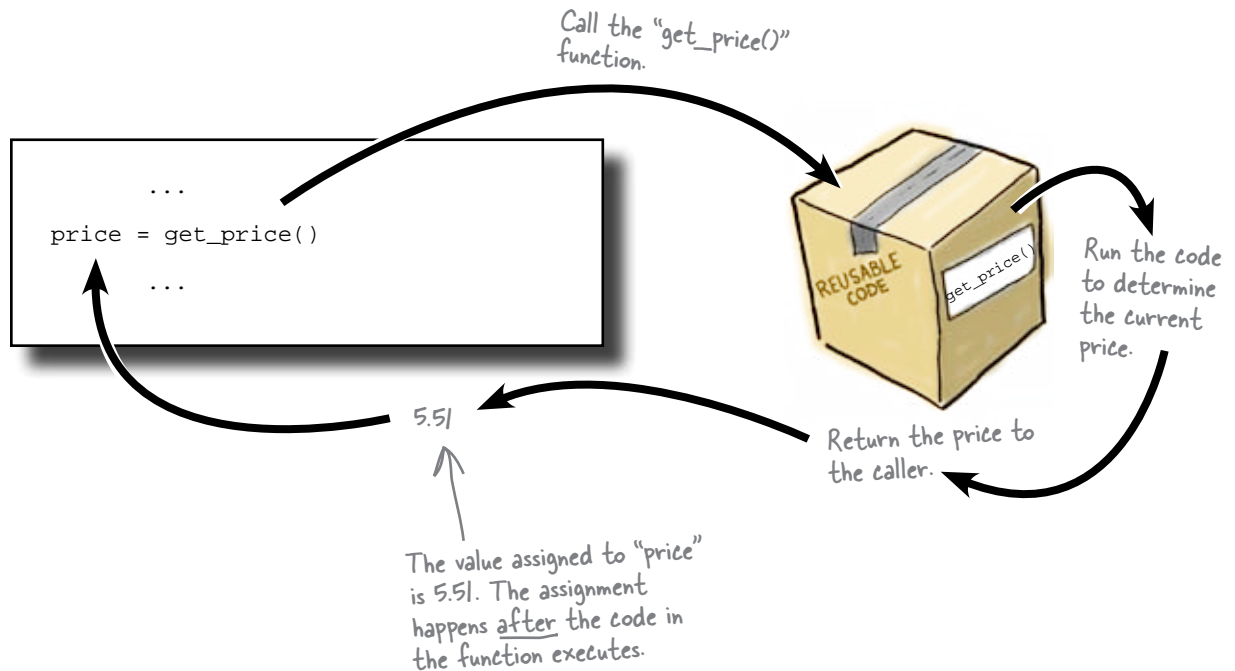 Call the “get_price()”
function.
...
price = get_price()
...
REUSABLE
CODE
get_price()
Run the code
to determine
the current
price.
Return the price to
the caller.
5.51
The value assigned to “price”
is 5.51. The assignment
happens after the code in
the function executes.